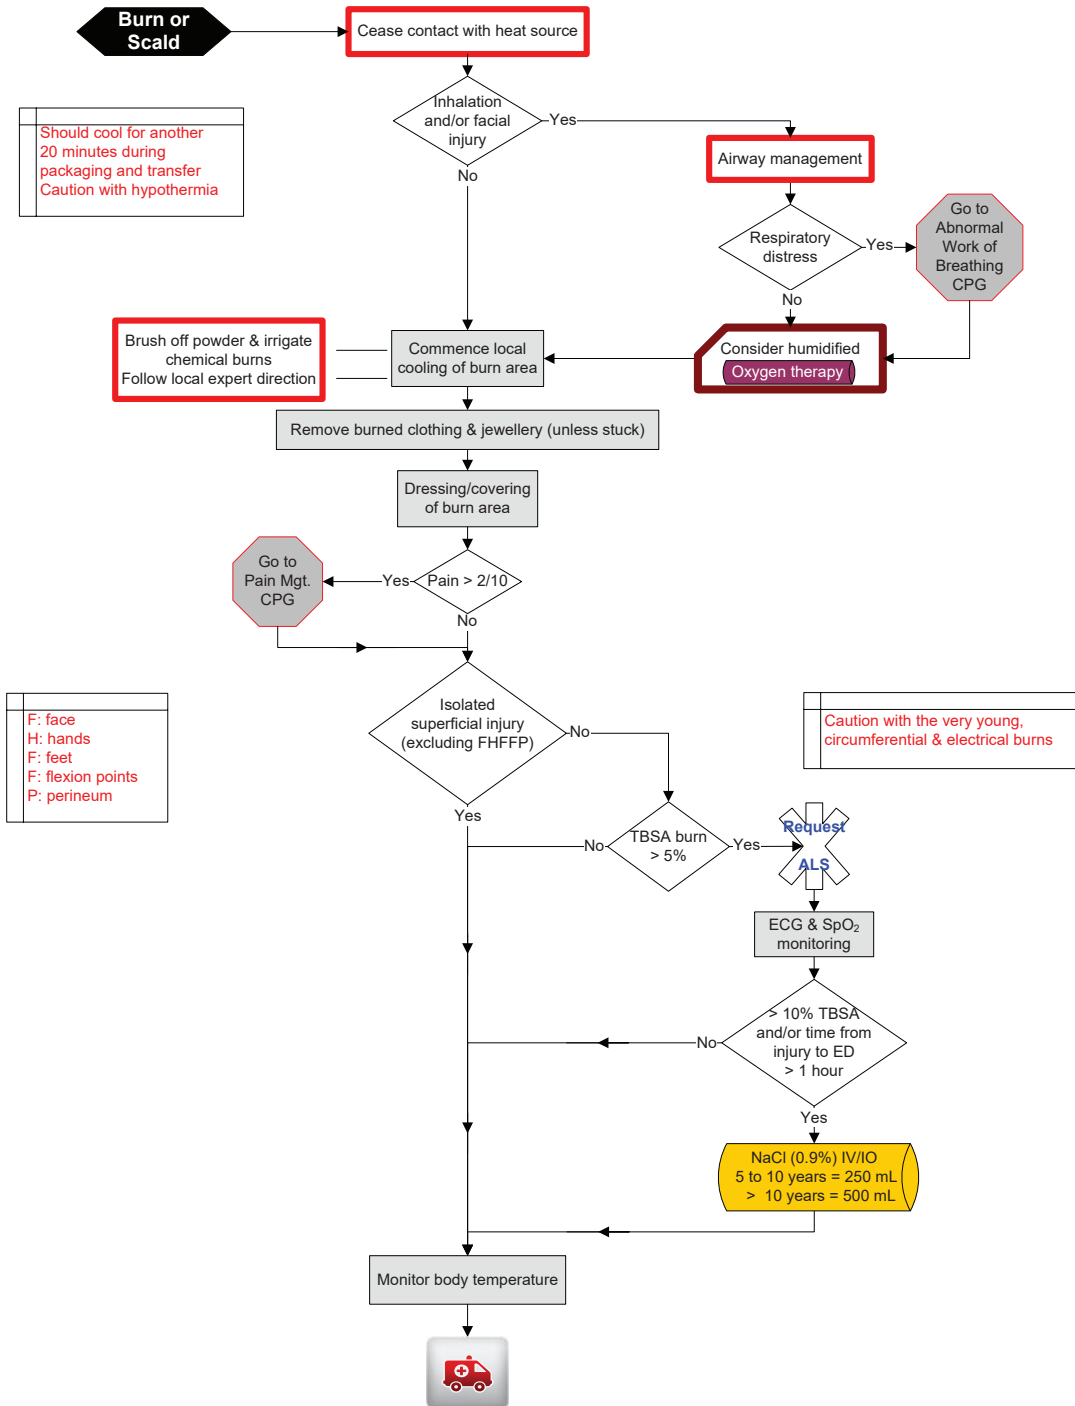 Burn or
Scald
Cease contact with heat source
Inhalation
and/or facial
injury
Yes
No
Should cool for another
20 minutes during
packaging and transfer
Caution with hypothermia
Airway management
Respiratory
distress
Yes
No
Go to
Abnormal
Work of
Breathing
CPG
Brush off powder & irrigate
chemical burns
Follow local expert direction
Commence local
cooling of burn area
Consider humidified
Oxygen therapy
Remove burned clothing & jewellery (unless stuck)
Dressing/covering
of burn area
Go to
Pain Mgt.
CPG
Yes
Pain > 2/10
No
Isolated
superficial injury
(excluding FHFFP)
No
Yes
F: face
H: hands
F: feet
F: flexion points
P: perineum
Caution with the very young,
circumferential & electrical burns
No
TBSA burn
> 5%
Yes
Request
ALS
ECG & SpO₂
monitoring
> 10% TBSA
and/or time from
injury to ED
> 1 hour
No
Yes
NaCl (0.9%) IV/IO
5 to 10 years = 250 mL
> 10 years = 500 mL
Monitor body temperature